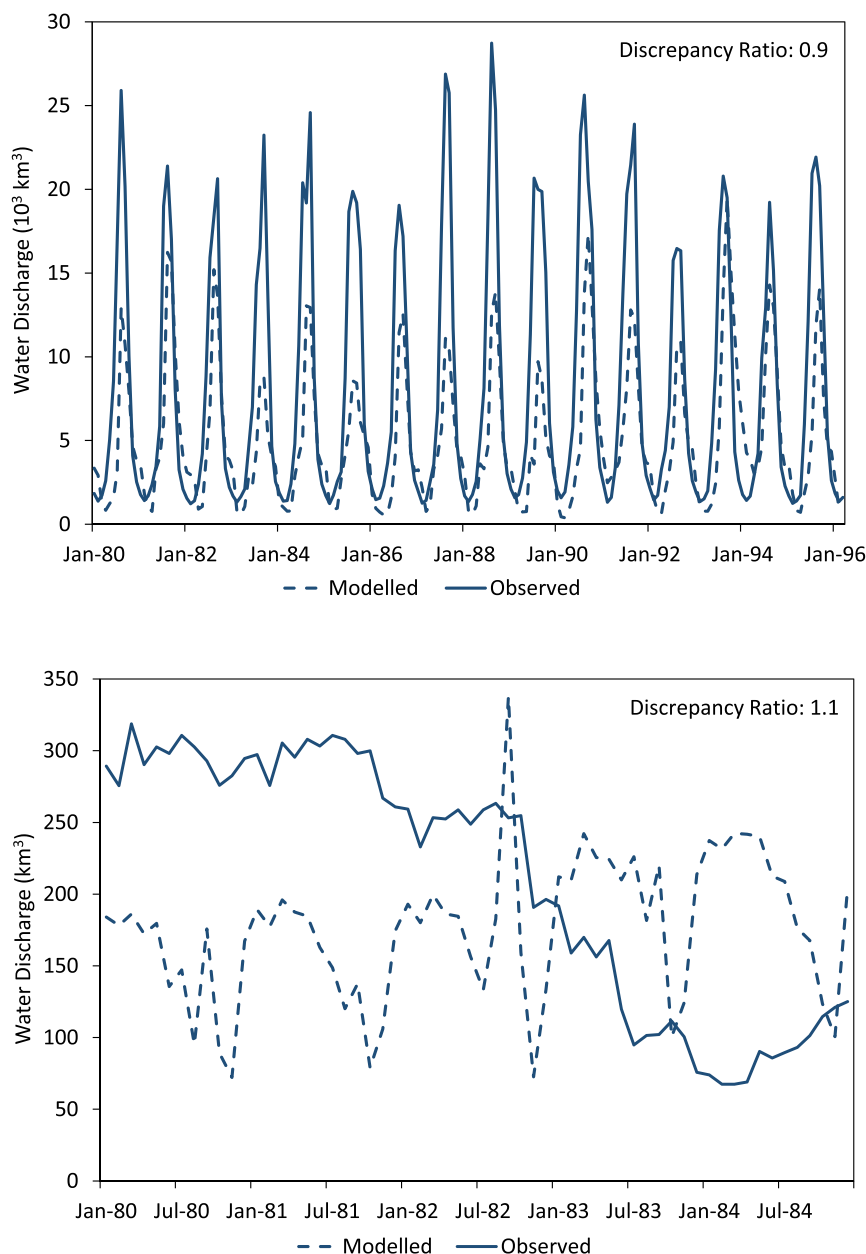 30
Discrepancy Ratio: 0.9
25
20
15
10
5
0
Water Discharge (10³ km³)
Jan-80 Jan-82 Jan-84 Jan-86 Jan-88 Jan-90 Jan-92 Jan-94 Jan-96
Modelled Observed
350
Discrepancy Ratio: 1.1
300
250
200
150
100
50
0
Water Discharge (km³)
Jan-80 Jul-80 Jan-81 Jul-81 Jan-82 Jul-82 Jan-83 Jul-83 Jan-84 Jul-84
Modelled Observed